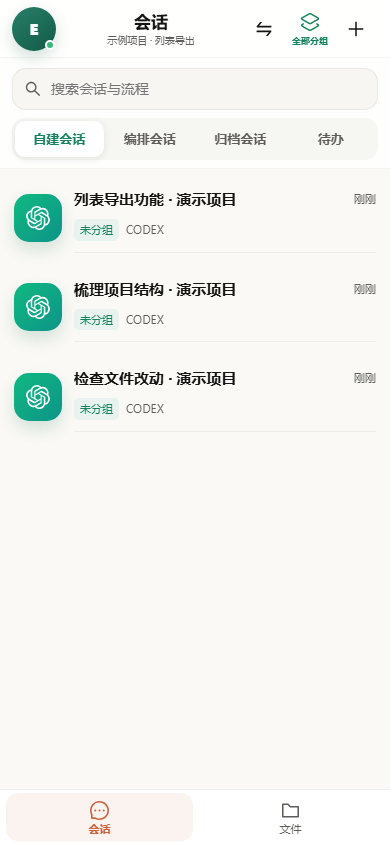 E
会话
示例项目 · 列表导出
全部分组
搜索会话与流程
自建会话 编排会话 归档会话 待办
列表导出功能 · 演示项目 刚刚
未分组 CODEX
梳理项目结构 · 演示项目 刚刚
未分组 CODEX
检查文件改动 · 演示项目 刚刚
未分组 CODEX
会话 文件